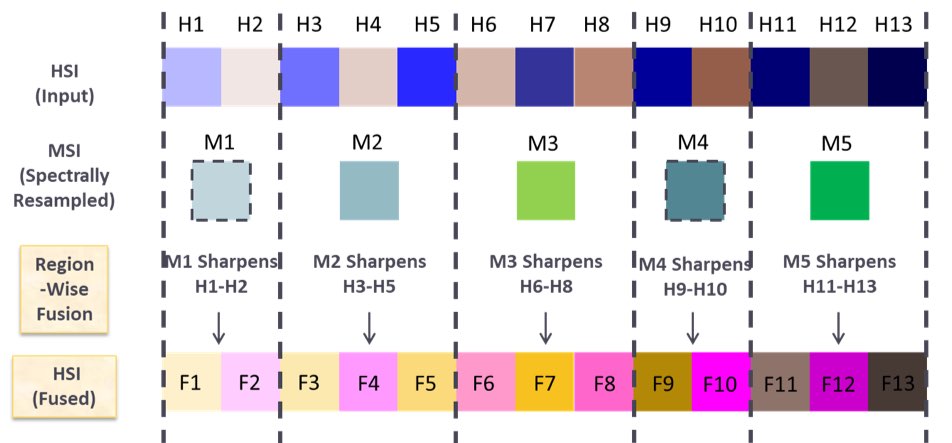 H1 H2 H3 H4 H5 H6 H7 H8 H9 H10 H11 H12 H13
HSI
(Input)
MSI
(Spectrally
Resampled)
M1 M2 M3 M4 M5
Region
-Wise
Fusion
M1 Sharpens
H1-H2
M2 Sharpens
H3-H5
M3 Sharpens
H6-H8
M4 Sharpens
H9-H10
M5 Sharpens
H11-H13
HSI
(Fused)
F1 F2 F3 F4 F5 F6 F7 F8 F9 F10 F11 F12 F13